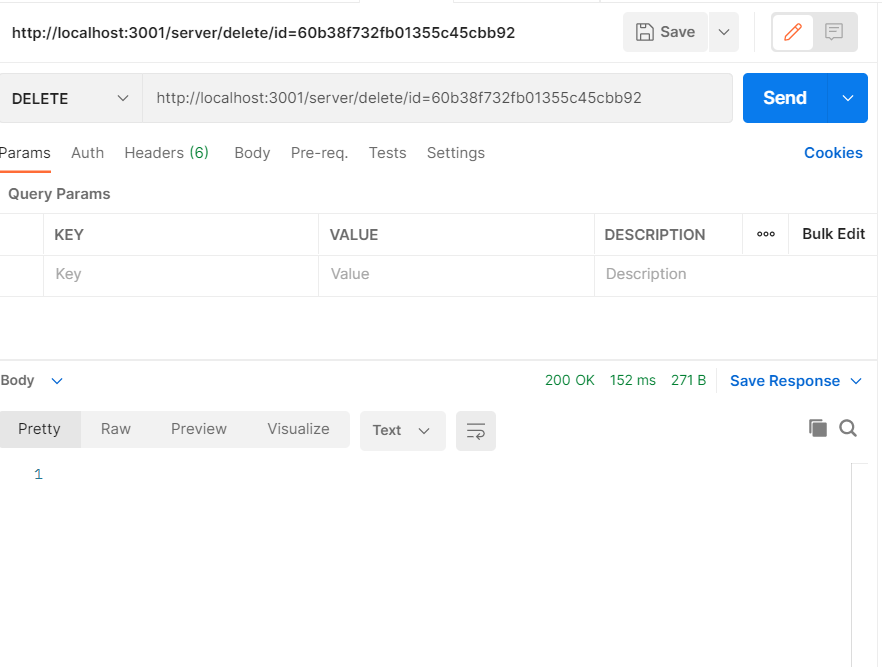 http://localhost:3001/server/delete/id=60b38f732fb01355c45cbb92 Save
DELETE http://localhost:3001/server/delete/id=60b38f732fb01355c45cbb92 Send
Params Auth Headers (6) Body Pre-req. Tests Settings Cookies
Query Params
KEY VALUE DESCRIPTION ooo Bulk Edit
Key Value Description
Body 200 OK 152 ms 271 B Save Response
Pretty Raw Preview Visualize Text
1